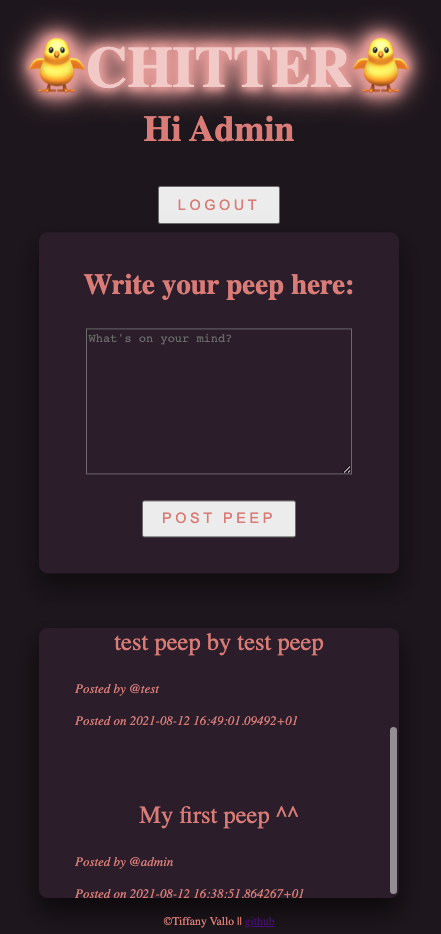 CHITTER
Hi Admin
LOGOUT
Write your peep here:
What's on your mind?
POST PEEP
test peep by test peep
Posted by @test
Posted on 2021-08-12 16:49:01.09492+01
My first peep ^^
Posted by @admin
Posted on 2021-08-12 16:38:51.864267+01
©Tiffany Vallo || github